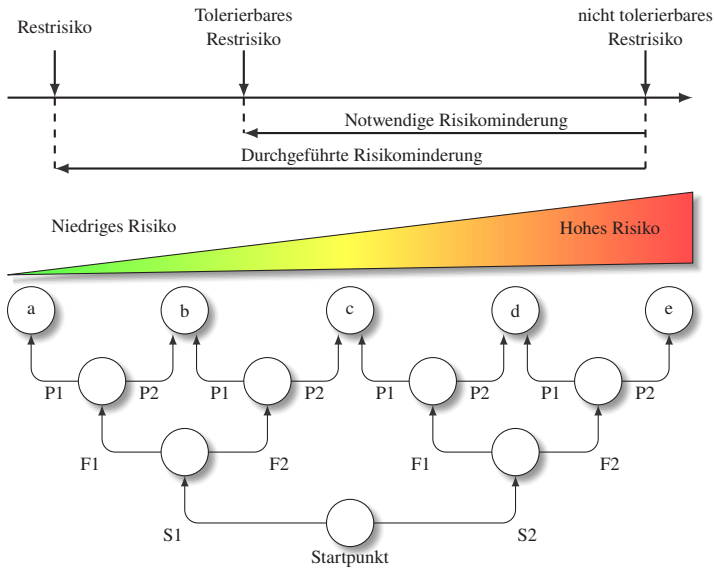 Restrisiko
Tolerierbares
Restrisiko
nicht tolerierbares
Restrisiko
Notwendige Risikominderung
Durchgeführte Risikominderung
Niedriges Risiko
Hohes Risiko
a b c d e
P1 P2 P1 P2 P1 P2 P1 P2
F1 F2 F1 F2
S1 S2
Startpunkt